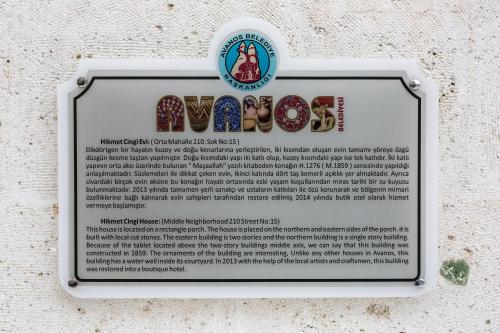 AVANOS BELEDİYE
BAŞKANLIĞI
AVANOS
BELEDİYESİ
Hikmet Cingi Evi: ( Orta Mahalle 210. Sok No:15 )
Dikdörtgen bir hayatın kuzey ve doğu kenarlarına yerleştirilen, iki kısımdan oluşan evin tamamı yöreye özgü
düzgün kesme taştan yapılmıştır. Doğu kısımdaki yapı iki katlı olup, kuzey kısımdaki yapı ise tek katlıdır. İki katlı
yapının orta aksı üzerinde bulunan " Maşaallah" yazılı kitabeden konağın H.1276 ( M.1859 ) senesinde yapıldığı
anlaşılmaktadır. Süslemeleri ile dikkat çeken evin, ikinci katında dört taş kemerli açıklık yer almaktadır. Ayrıca
civardaki birçok evin aksine bu konağın hayatı ortasında eski yaşam koşullarından miras tarihi bir su kuyusu
bulunmaktadır. 2013 yılında tamamen yerli sanatçı ve ustaların katkıları ile özü korunarak ve bölgenin mimari
özelliklerine bağlı kalınarak evin sahipleri tarafından restore edilmiş 2014 yılında butik otel olarak hizmet
vermeye başlamıştır.
Hikmet Cingi House: (Middle Neighborhood 210 Street No:15)
This house is located on a rectangle porch. The house is placed on the northern and eastern sides of the porch. it is
built with local cut stones. The eastern building is two stories and the northern building is a single story building.
Because of the tablet located above the two-story buildings middle axis, we can say that this building was
constructed in 1859. The ornaments of the building are interesting, Unlike any other houses in Avanos, this
building has a water well inside its courtyard. İn 2013 with the help of the local artists and craftsmen, this building
was restored into a boutique hotel.